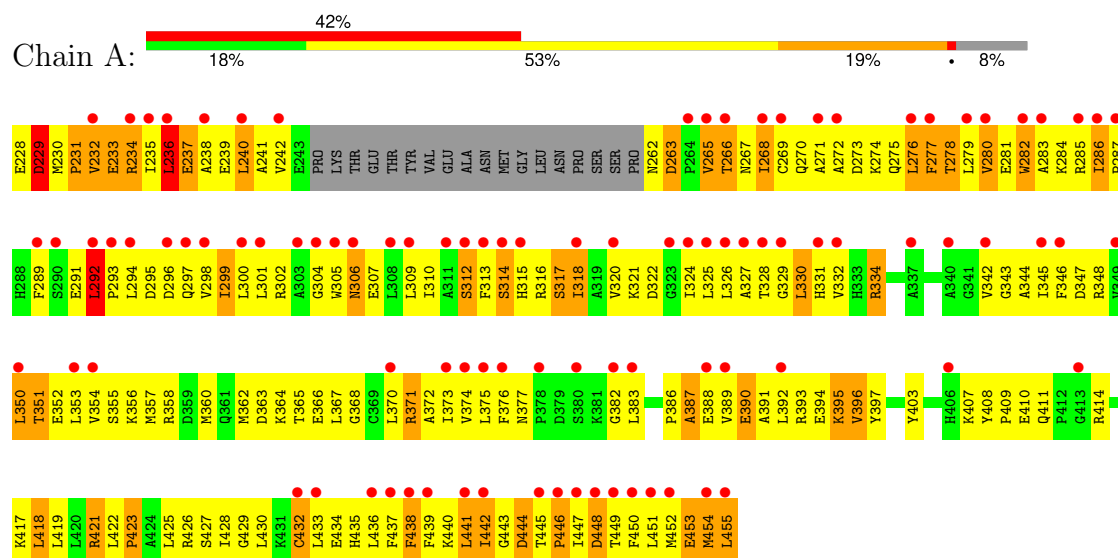 42%
Chain A:
18% 53% 19% • 8%
E228 D229 M230 P231 V232 E233 R234 I235 L236 E237 A238 E239 L240 A241 V242 E243 PRO LYS THR GLU THR TYR VAL GLU ALA ASN MET GLY LEU ASN PRO SER SER PRO N262 D263 P264 V265 T266 N267 I268 C269 Q270 A271 A272 D273 K274 Q275 L276 F277 T278 L279 V280 E281 W282 A283 K284 R285 I286 P287
H288 F289 S290 E291 L292 P293 L294 D295 D296 Q297 V298 I299 L300 L301 R302 A303 G304 W305 N306 E307 L308 L309 I310 A311 S312 F313 S314 H315 R316 S317 I318 A319 V320 K321 D322 G323 I324 L325 L326 A327 T328 G329 L330 H331 V332 H333 R334 A337 A340 G341 V342 G343 A344 I345 F346 D347 R348 V349
L350 T351 E352 L353 V354 S355 K356 M357 R358 D359 M360 Q361 M362 D363 K364 T365 E366 L367 G368 C369 L370 R371 A372 I373 V374 L375 F376 N377 P378 D379 S380 K381 G382 L383 P386 A387 E388 V389 E390 A391 L392 R393 E394 K395 V396 Y397 Y403 H406 K407 Y408 P409 E410 Q411 P412 G413 R414
K417 L418 L419 L420 R421 L422 P423 A424 L425 R426 S427 I428 G429 L430 K431 C432 L433 E434 H435 L436 F437 F438 F439 K440 L441 I442 G443 D444 T445 P446 I447 D448 T449 F450 L451 M452 E453 M454 L455